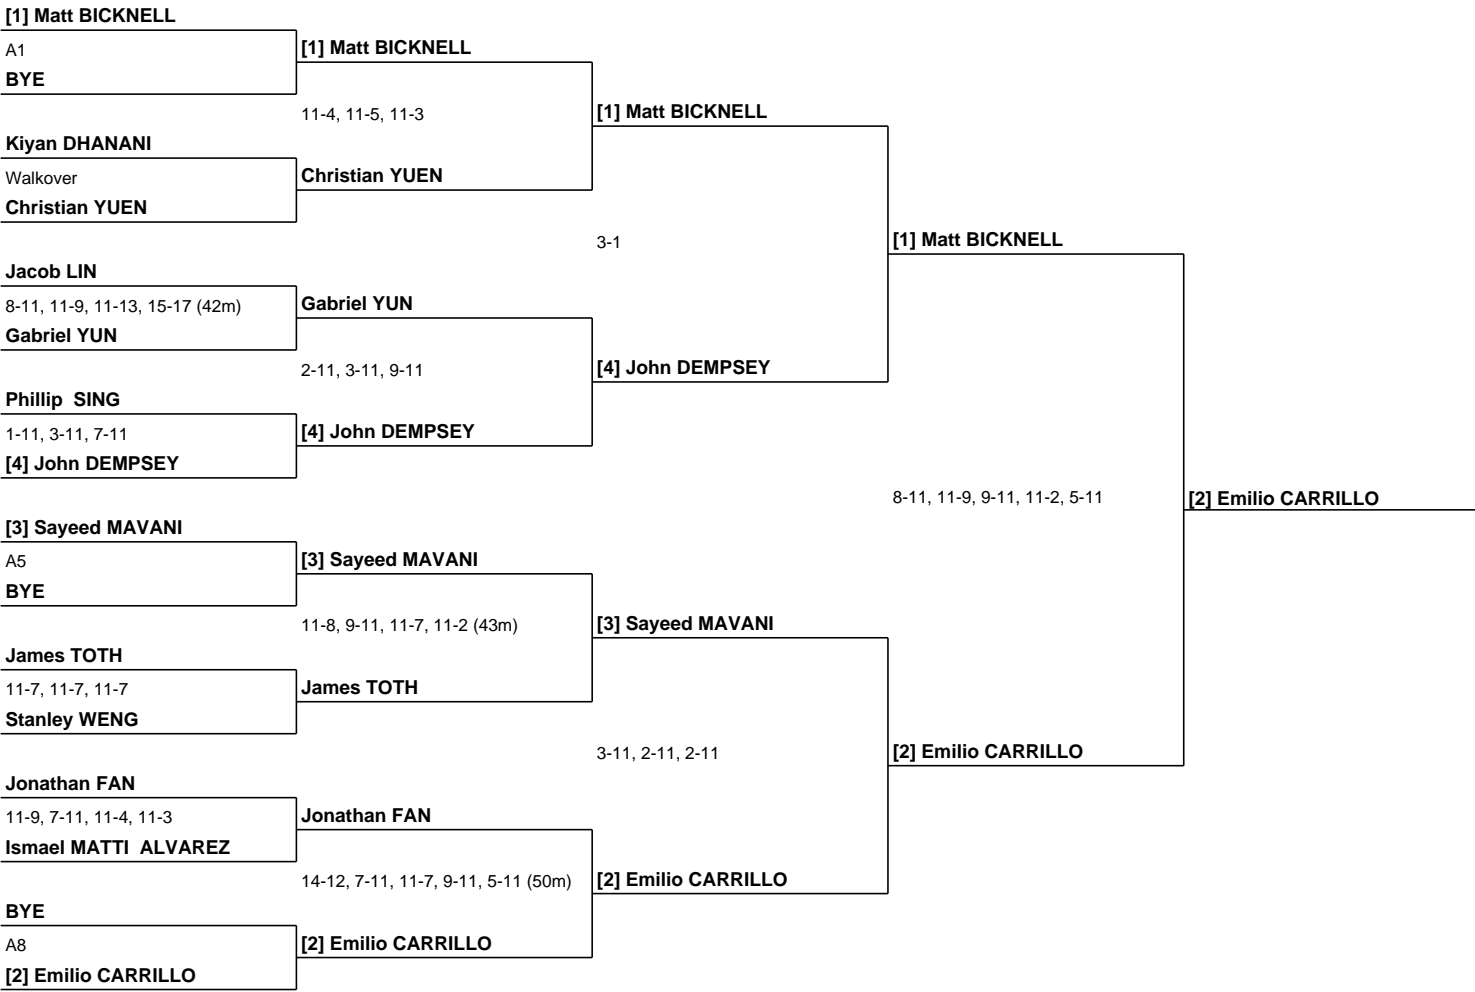 [1] Matt BICKNELL
A1
BYE
[1] Matt BICKNELL
11-4, 11-5, 11-3
Kiyan DHANANI
Walkover
Christian YUEN
Christian YUEN
[1] Matt BICKNELL
3-1
Jacob LIN
8-11, 11-9, 11-13, 15-17 (42m)
Gabriel YUN
Gabriel YUN
2-11, 3-11, 9-11
Phillip  SING
1-11, 3-11, 7-11
[4] John DEMPSEY
[4] John DEMPSEY
[4] John DEMPSEY
[1] Matt BICKNELL
8-11, 11-9, 9-11, 11-2, 5-11
[2] Emilio CARRILLO
[3] Sayeed MAVANI
A5
BYE
[3] Sayeed MAVANI
11-8, 9-11, 11-7, 11-2 (43m)
James TOTH
11-7, 11-7, 11-7
Stanley WENG
James TOTH
[3] Sayeed MAVANI
3-11, 2-11, 2-11
[2] Emilio CARRILLO
Jonathan FAN
11-9, 7-11, 11-4, 11-3
Ismael MATTI  ALVAREZ
Jonathan FAN
14-12, 7-11, 11-7, 9-11, 5-11 (50m)
[2] Emilio CARRILLO
BYE
A8
[2] Emilio CARRILLO
[2] Emilio CARRILLO